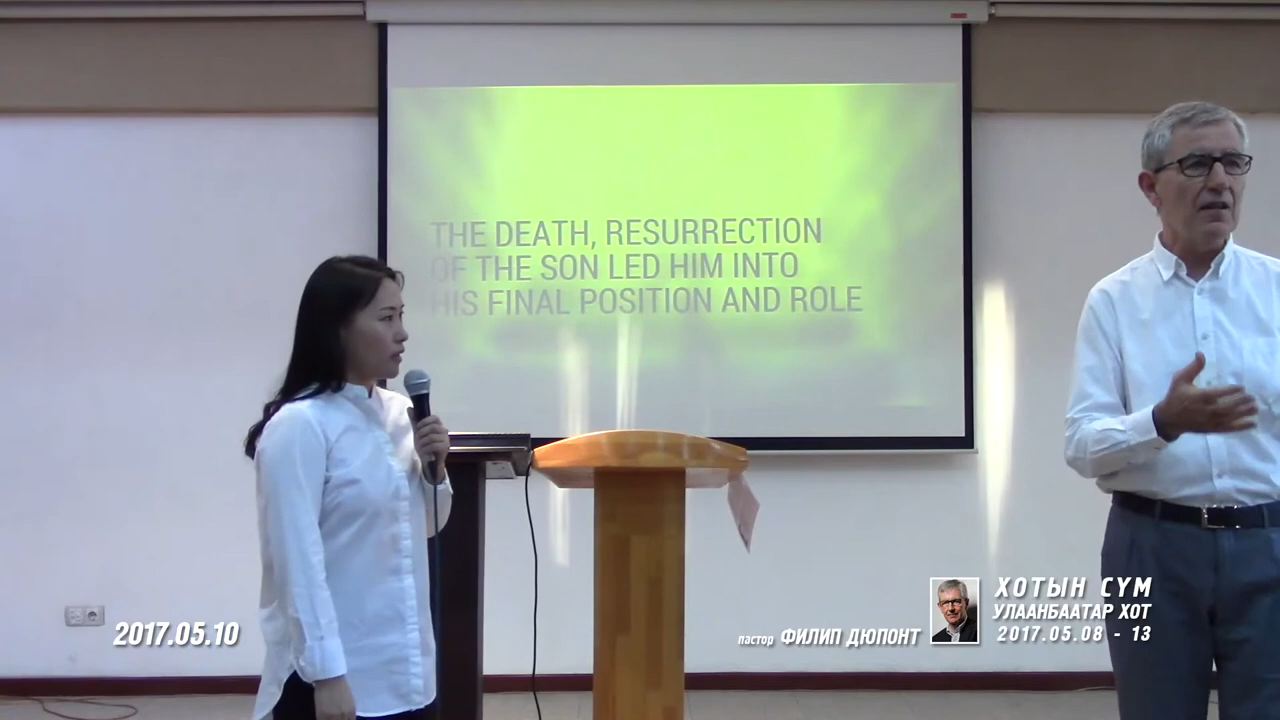 THE DEATH, RESURRECTION
OF THE SON LED HIM INTO
HIS FINAL POSITION AND ROLE
2017.05.10
пастор ФИЛИП ДЮПОНТ
ХОТЫН СҮМ
УЛААНБААТАР ХОТ
2017.05.08 - 13